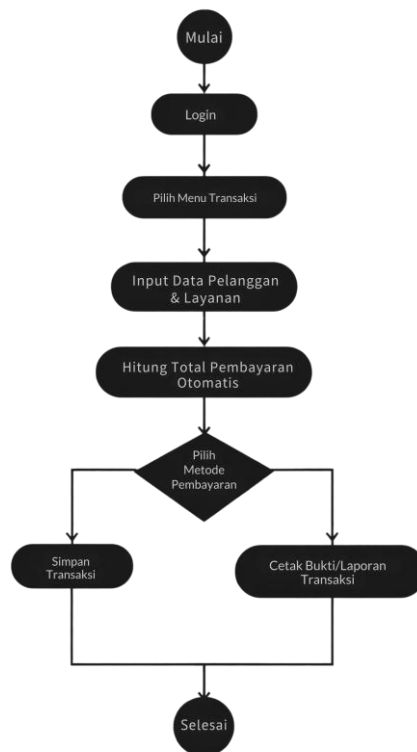 Mulai
Login
Pilih Menu Transaksi
Input Data Pelanggan
& Layanan
Hitung Total Pembayaran
Otomatis
Pilih
Metode
Pembayaran
Simpan
Transaksi
Cetak Bukti/Laporan
Transaksi
Selesai